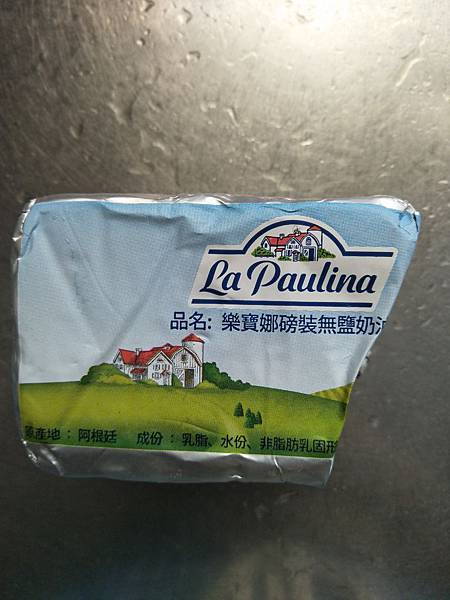 La Paulina
品名: 樂寶娜磅裝無鹽奶
產地：阿根廷 成份：乳脂、水份、非脂肪乳固形